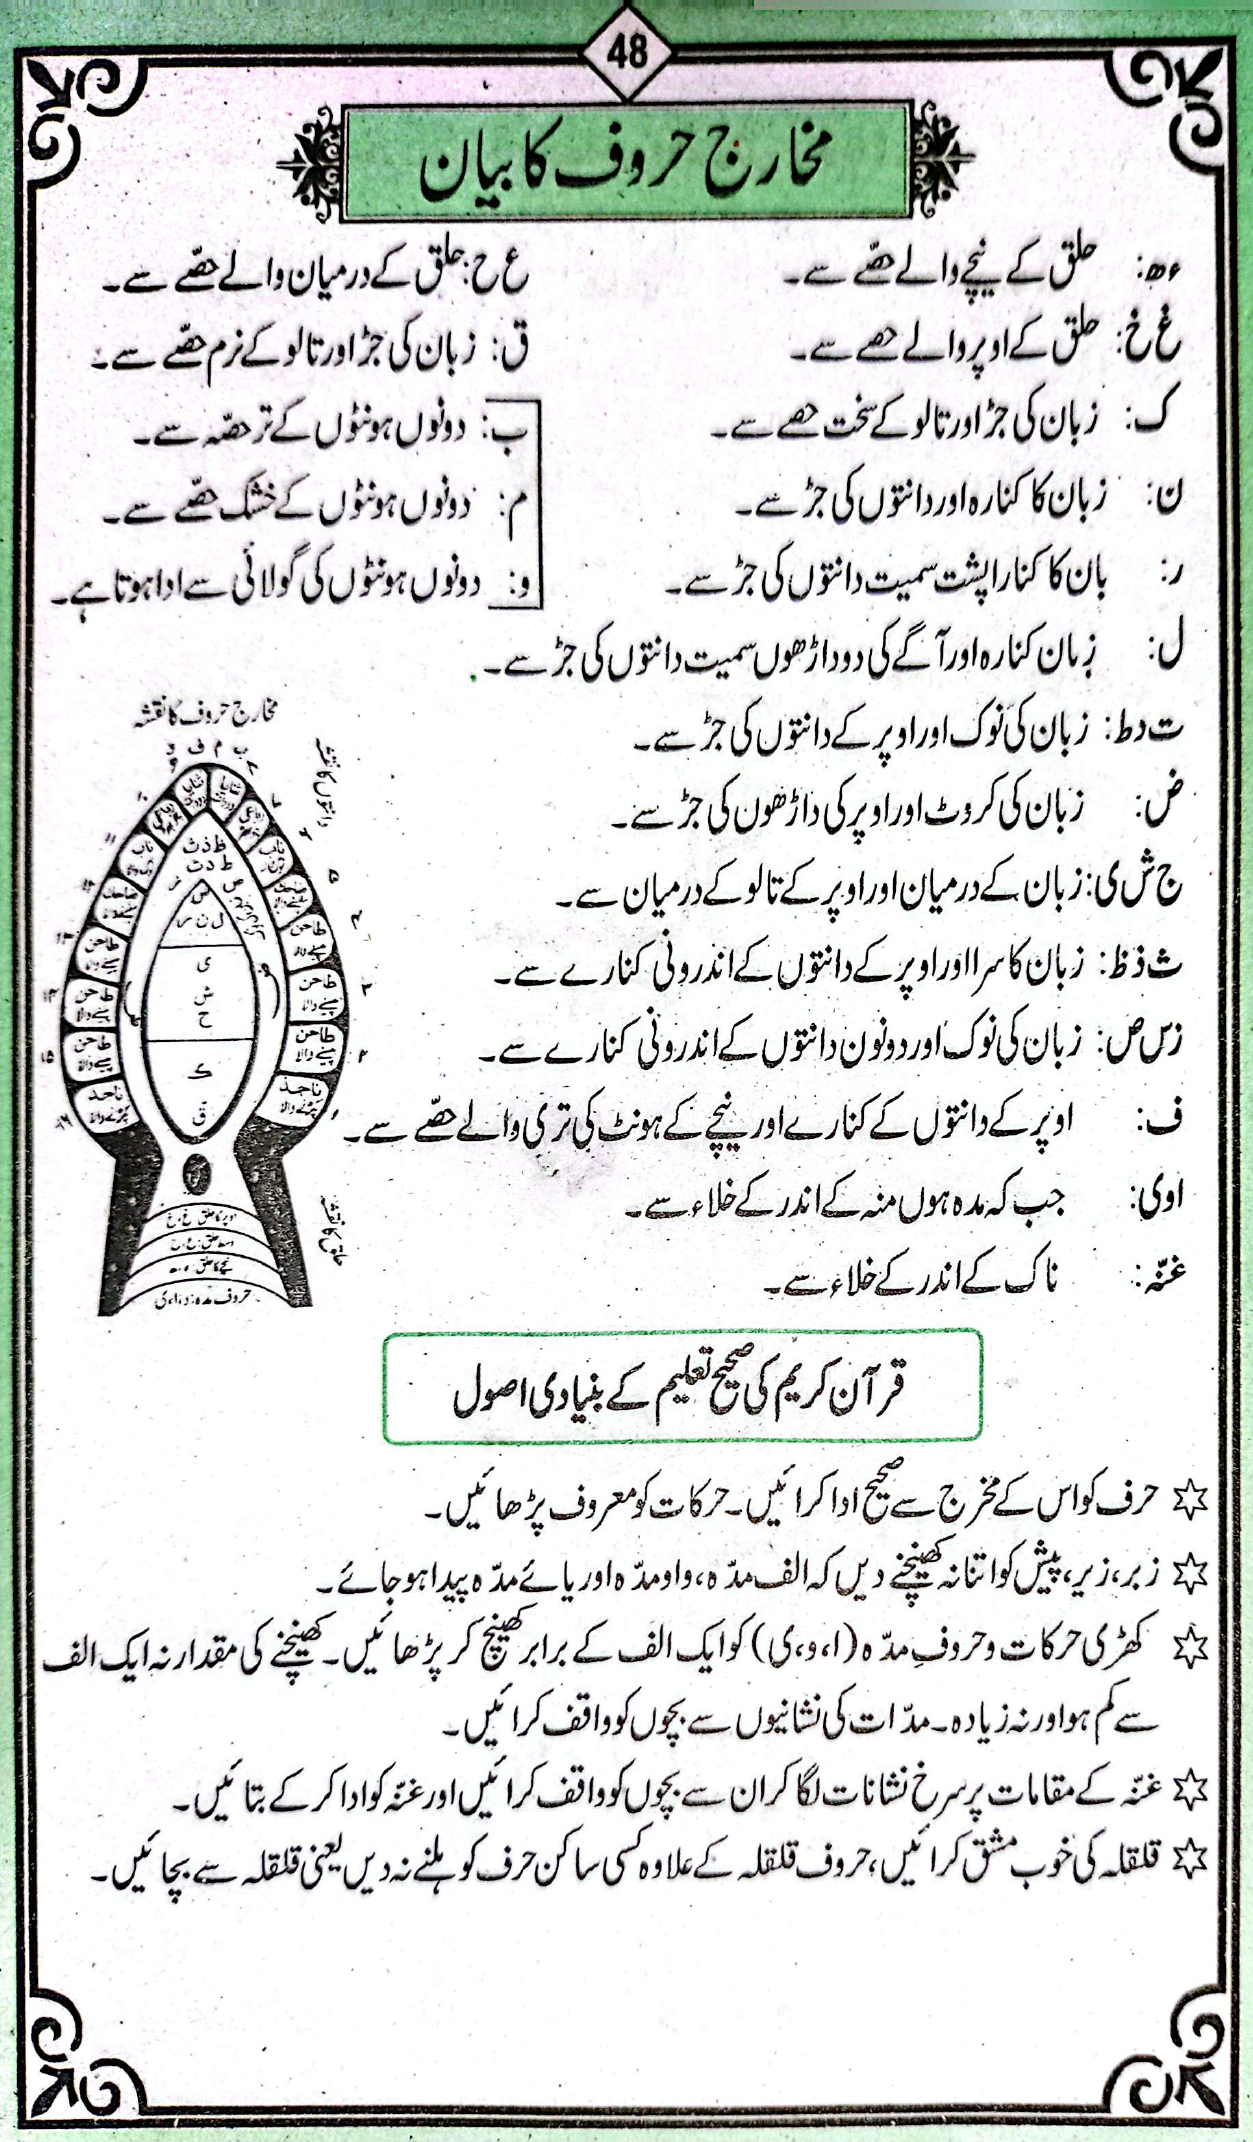 48
مخارج حروف کا بیان
ء ھ: حلق کے نیچے والے حصّے سے۔
ع ح: حلق کے درمیان والے حصّے سے۔
غ خ: حلق کے اوپر والے حصے سے۔
ق: زبان کی جڑ اور تالو کے نرم حصّے سے۔
ک: زبان کی جڑ اور تالو کے سخت حصے سے۔
ب: دونوں ہونٹوں کے تر حصّہ سے۔
ن: زبان کا کنارہ اور دانتوں کی جڑ سے۔
م: دونوں ہونٹوں کے خشک حصّے سے۔
ر: بان کا کنارا پشت سمیت دانتوں کی جڑ سے۔
و: دونوں ہونٹوں کی گولائی سے ادا ہوتا ہے۔
ل: زبان کنارہ اور آگے کی دو داڑھوں سمیت دانتوں کی جڑ سے۔
ت د ط: زبان کی نوک اور اوپر کے دانتوں کی جڑ سے۔
ض: زبان کی کروٹ اور اوپر کی داڑھون کی جڑ سے۔
ج ش ی: زبان کے درمیان اور اوپر کے تالو کے درمیان سے۔
ث ذ ظ: زبان کا سرا اور اوپر کے دانتوں کے اندرونی کنارے سے۔
ز س ص: زبان کی نوک اور دونون دانتوں کے اندرونی کنارے سے۔
ف: اوپر کے دانتوں کے کنارے اور نیچے کے ہونٹ کی تری والے حصّے سے۔
ا و ی: جب کہ مدہ ہوں منہ کے اندر کے خلاء سے۔
غنّہ: ناک کے اندر کے خلاء سے۔
مخارج حروف کا نقشہ
دانتوں کا نقشہ
ب م ف و
ظ ذ ث
ط د ت
ل ن ر
ی
ش
ج
ک
ق
حلق کا نقشہ
حروف مدہ: و، ا، ی
قرآن کریم کی صحیح تعلیم کے بنیادی اصول
☆ حرف کو اس کے مخرج سے صحیح ادا کرائیں۔ حرکات کو معروف پڑھائیں۔
☆ زبر، زیر، پیش کو اتنا نہ کھینچنے دیں کہ الف مدّہ، واو مدّہ اور یائے مدّہ پیدا ہو جائے۔
☆ کھڑی حرکات و حروفِ مدّہ (ا، و، ی) کو ایک الف کے برابر کھینچ کر پڑھائیں۔ کھینچنے کی مقدار نہ ایک الف
سے کم ہو اور نہ زیادہ۔ مدّات کی نشانیوں سے بچوں کو واقف کرائیں۔
☆ غنّہ کے مقامات پر سرخ نشانات لگا کر ان سے بچوں کو واقف کرائیں اور غنّہ کو ادا کر کے بتائیں۔
☆ قلقلہ کی خوب مشق کرائیں، حروف قلقلہ کے علاوہ کسی ساکن حرف کو ہلنے نہ دیں یعنی قلقلہ سے بچائیں۔